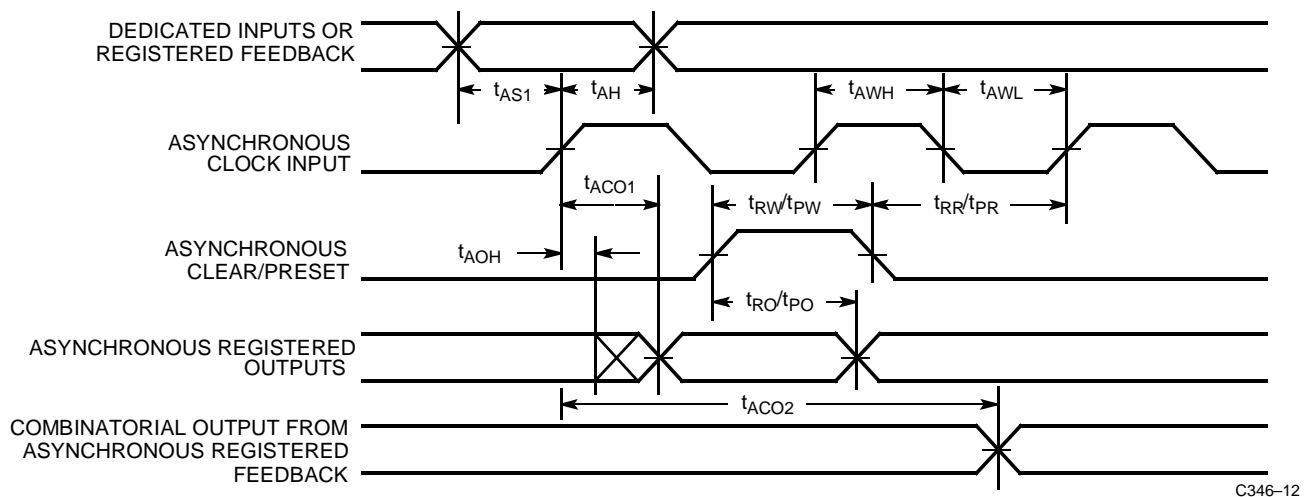 DEDICATED INPUTS OR
REGISTERED FEEDBACK
tAS1
tAH
tAWH
tAWL
ASYNCHRONOUS
CLOCK INPUT
tACO1
tRW/tPW
tRR/tPR
ASYNCHRONOUS
CLEAR/PRESET
tAOH
tRO/tPO
ASYNCHRONOUS REGISTERED
OUTPUTS
tACO2
COMBINATORIAL OUTPUT FROM
ASYNCHRONOUS REGISTERED
FEEDBACK
C346–12